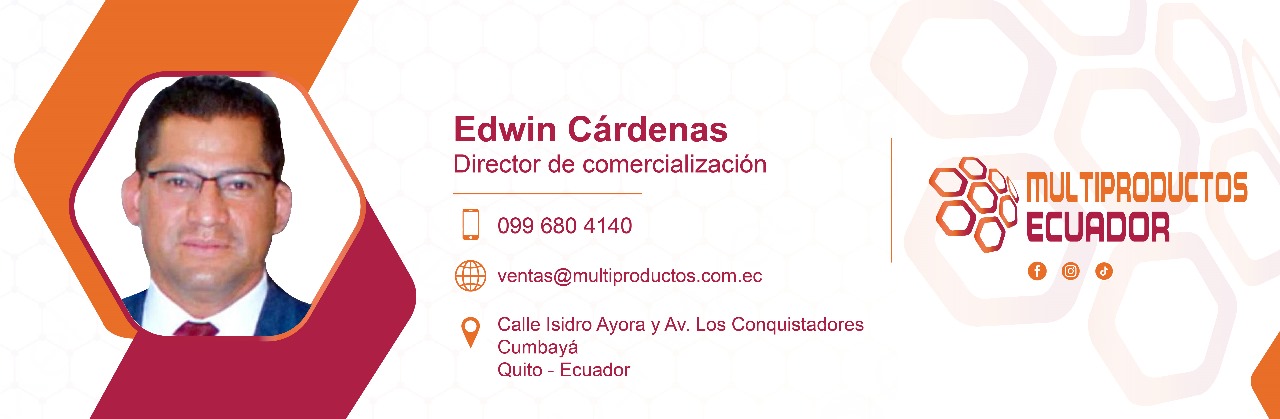 Edwin Cárdenas
Director de comercialización
099 680 4140
ventas@multiproductos.com.ec
Calle Isidro Ayora y Av. Los Conquistadores
Cumbayá
Quito - Ecuador
MULTIPRODUCTOS
ECUADOR